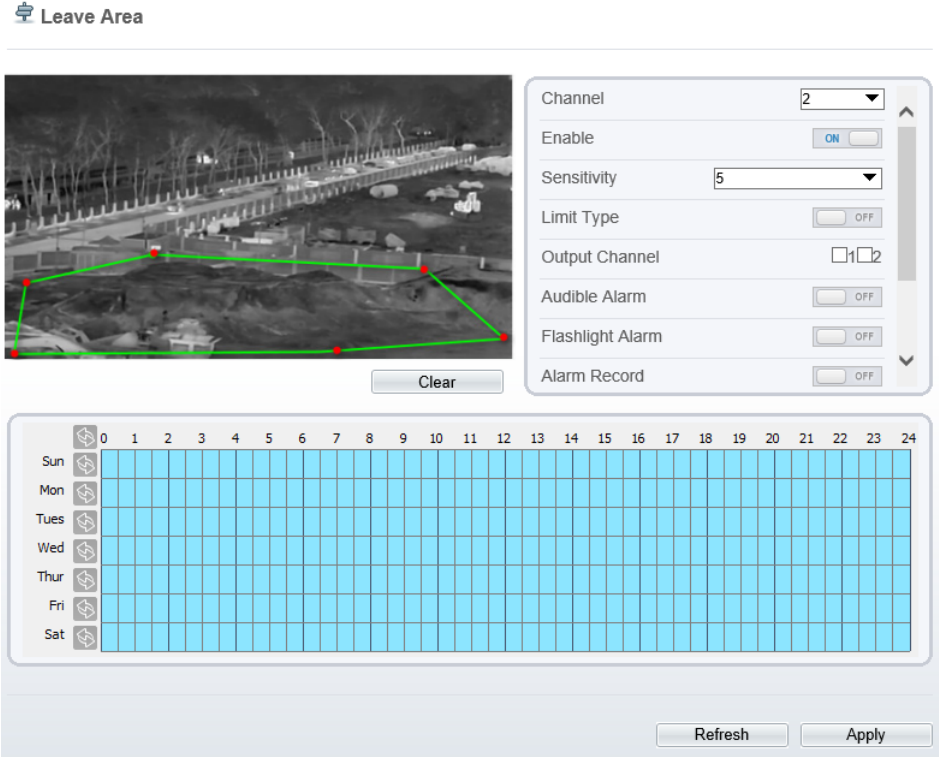 Leave Area
Channel 2
Enable ON
Sensitivity 5
Limit Type OFF
Output Channel 1 2
Audible Alarm OFF
Flashlight Alarm OFF
Alarm Record OFF
Clear
0 1 2 3 4 5 6 7 8 9 10 11 12 13 14 15 16 17 18 19 20 21 22 23 24
Sun
Mon
Tues
Wed
Thur
Fri
Sat
Refresh Apply